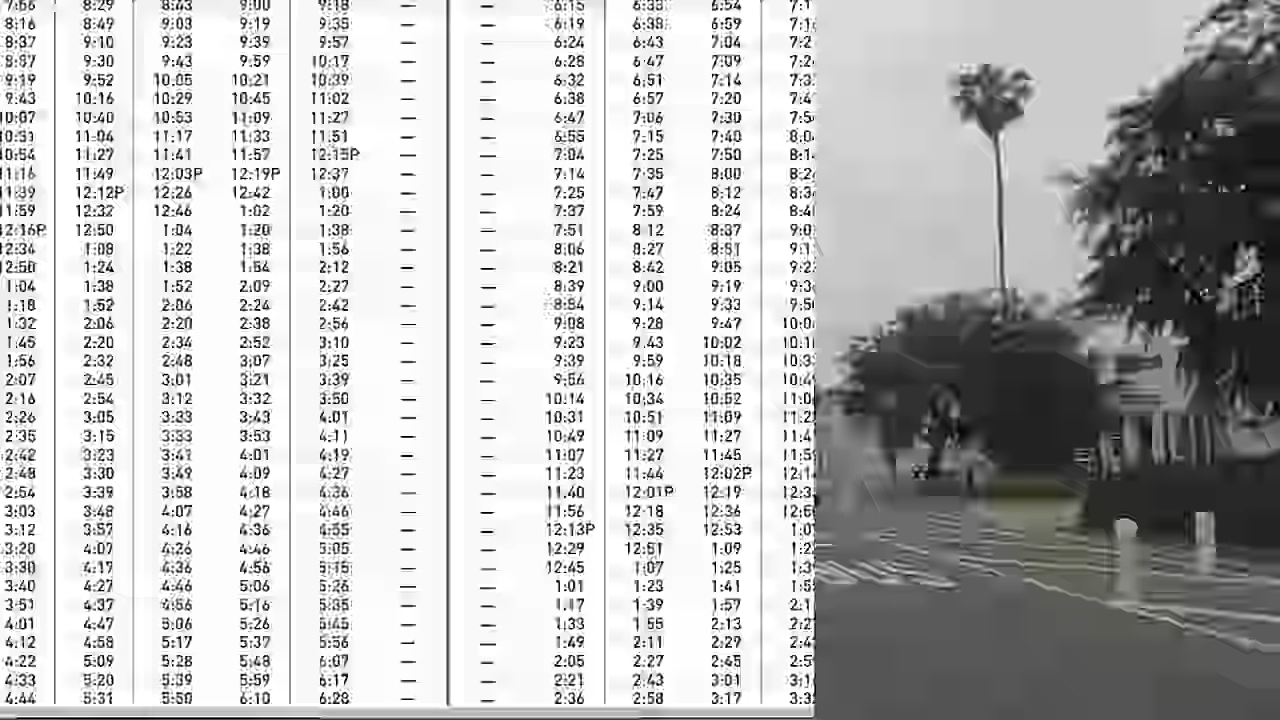 8:29 8:43 9:00 9:18 — — 6:15 6:33 6:54
8:16 8:49 9:03 9:19 9:35 — — 6:19 6:38 6:59
8:37 9:10 9:23 9:39 9:57 — — 6:24 6:43 7:04
8:57 9:30 9:43 9:59 10:17 — — 6:28 6:47 7:09
9:19 9:52 10:05 10:21 10:39 — — 6:32 6:51 7:14
9:43 10:16 10:29 10:45 11:02 — — 6:38 6:57 7:20
10:07 10:40 10:53 11:09 11:27 — — 6:47 7:06 7:30
11:04 11:17 11:33 11:51 — — 6:55 7:15 7:40
11:27 11:41 11:57 12:15P — — 7:04 7:25 7:50
11:16 11:49 12:03P 12:19P 12:37 — — 7:14 7:35 8:00
12:12P 12:26 12:42 1:00 — — 7:25 7:47 8:12
12:32 12:46 1:02 1:20 — — 7:37 7:59 8:24
12:50 1:04 1:20 1:38 — — 7:51 8:12 8:37
1:08 1:22 1:38 1:56 — — 8:06 8:27 8:51
1:24 1:38 1:54 2:12 — — 8:21 8:42 9:05
1:04 1:38 1:52 2:09 2:27 — — 8:39 9:00 9:19
1:18 1:52 2:06 2:24 2:42 — — 8:54 9:14 9:33
1:32 2:06 2:20 2:38 2:56 — — 9:08 9:28 9:47
1:45 2:20 2:34 2:52 3:10 — — 9:23 9:43 10:02
1:56 2:32 2:48 3:07 3:25 — — 9:39 9:59 10:18
2:07 2:45 3:01 3:21 3:39 — — 9:56 10:16 10:35
2:16 2:54 3:12 3:32 3:50 — — 10:14 10:34 10:52
2:26 3:05 3:43 4:01 — — 10:31 10:51 11:09
2:35 3:15 3:33 3:53 4:11 — — 10:49 11:09 11:27
2:42 3:23 3:41 4:01 4:19 — — 11:07 11:27 11:45
2:48 3:30 3:49 4:09 4:27 — — 11:23 11:44 12:02P
2:54 3:39 3:58 4:18 4:36 — — 11:40 12:01P 12:19
3:03 3:48 4:07 4:27 4:46 — — 11:56 12:18 12:36
3:12 3:57 4:16 4:36 4:55 — — 12:13P 12:35 12:53
3:20 4:07 4:26 4:46 5:05 — — 12:29 12:51 1:09
3:30 4:17 4:36 4:56 5:15 — — 12:45 1:07 1:25
3:40 4:27 4:46 5:06 5:26 — — 1:01 1:23 1:41
3:51 4:37 4:56 5:16 5:35 — — 1:17 1:39 1:57
4:01 4:47 5:06 5:26 5:45 — — 1:33 1:55 2:13
4:12 4:58 5:17 5:37 5:56 — — 1:49 2:11 2:29
4:22 5:09 5:28 5:48 6:07 — — 2:05 2:27 2:45
4:33 5:20 5:39 5:59 6:17 — — 2:21 2:43 3:01
4:44 5:31 5:50 6:10 6:28 — — 2:36 2:58 3:17